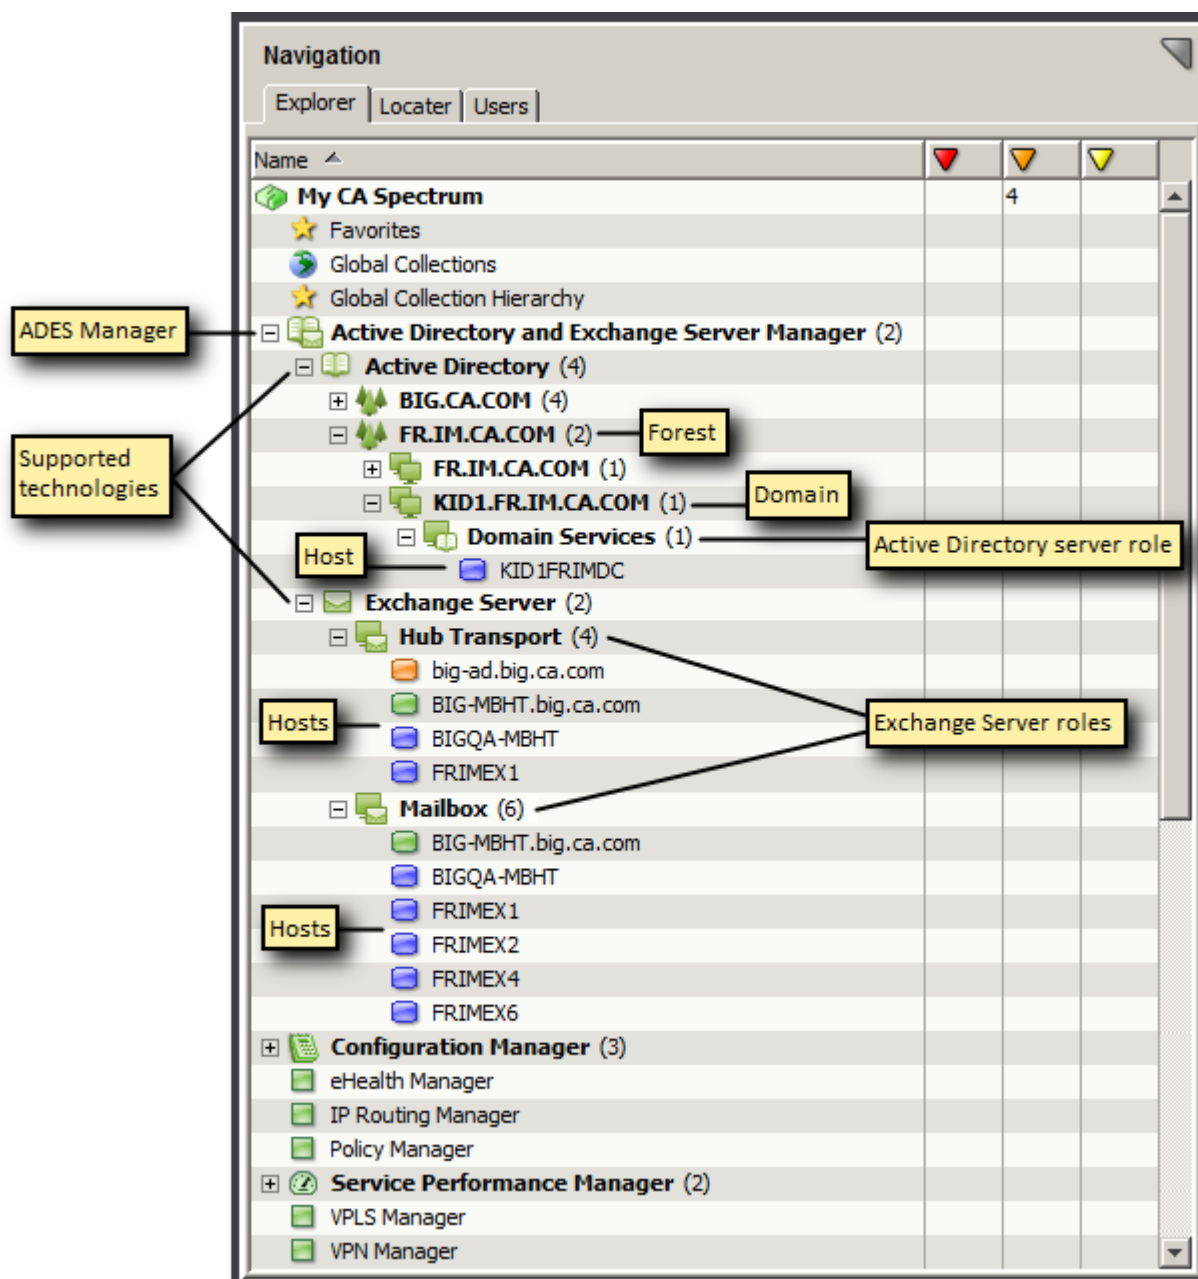 Navigation
Explorer Locater Users
Name
My CA Spectrum 4
Favorites
Global Collections
Global Collection Hierarchy
ADES Manager
Active Directory and Exchange Server Manager (2)
Active Directory (4)
BIG.CA.COM (4)
FR.IM.CA.COM (2)
Forest
Supported
technologies
FR.IM.CA.COM (1)
KID1.FR.IM.CA.COM (1)
Domain
Domain Services (1)
Active Directory server role
Host
KID1FRIMDC
Exchange Server (2)
Hub Transport (4)
big-ad.big.ca.com
BIG-MBHT.big.ca.com
Hosts
Exchange Server roles
BIGQA-MBHT
FRIMEX1
Mailbox (6)
BIG-MBHT.big.ca.com
BIGQA-MBHT
FRIMEX1
Hosts
FRIMEX2
FRIMEX4
FRIMEX6
Configuration Manager (3)
eHealth Manager
IP Routing Manager
Policy Manager
Service Performance Manager (2)
VPLS Manager
VPN Manager